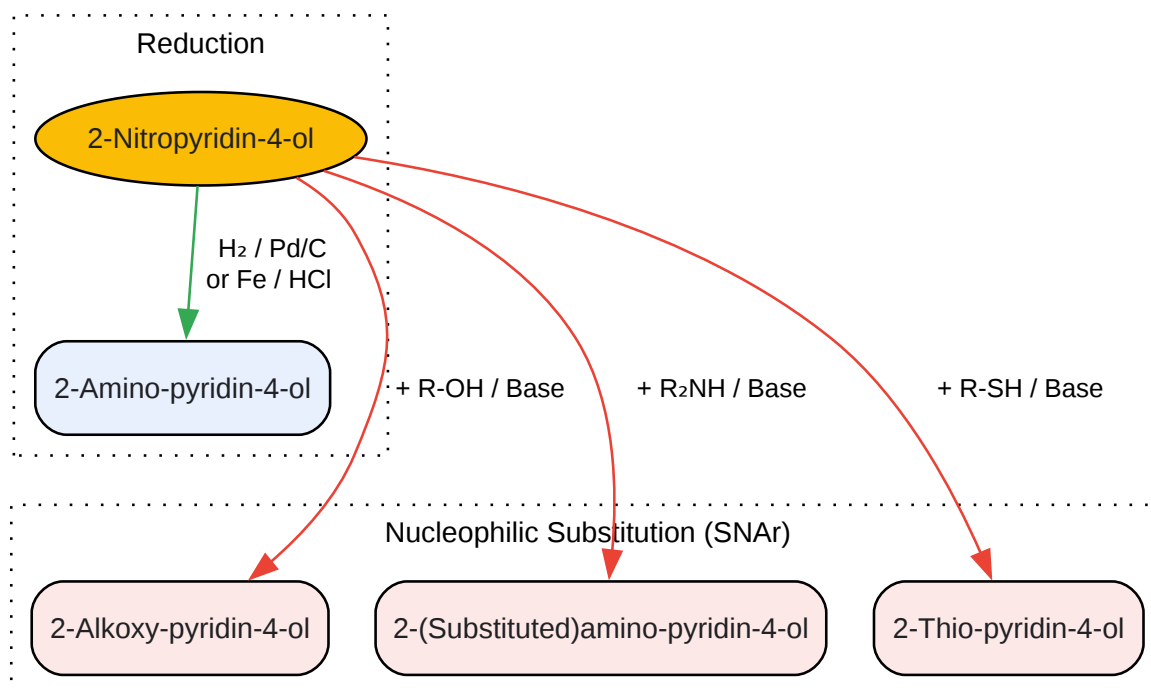 Reduction
2-Nitropyridin-4-ol
H₂ / Pd/C
or Fe / HCl
2-Amino-pyridin-4-ol
+ R-OH / Base
+ R₂NH / Base
+ R-SH / Base
Nucleophilic Substitution (SNAr)
2-Alkoxy-pyridin-4-ol
2-(Substituted)amino-pyridin-4-ol
2-Thio-pyridin-4-ol